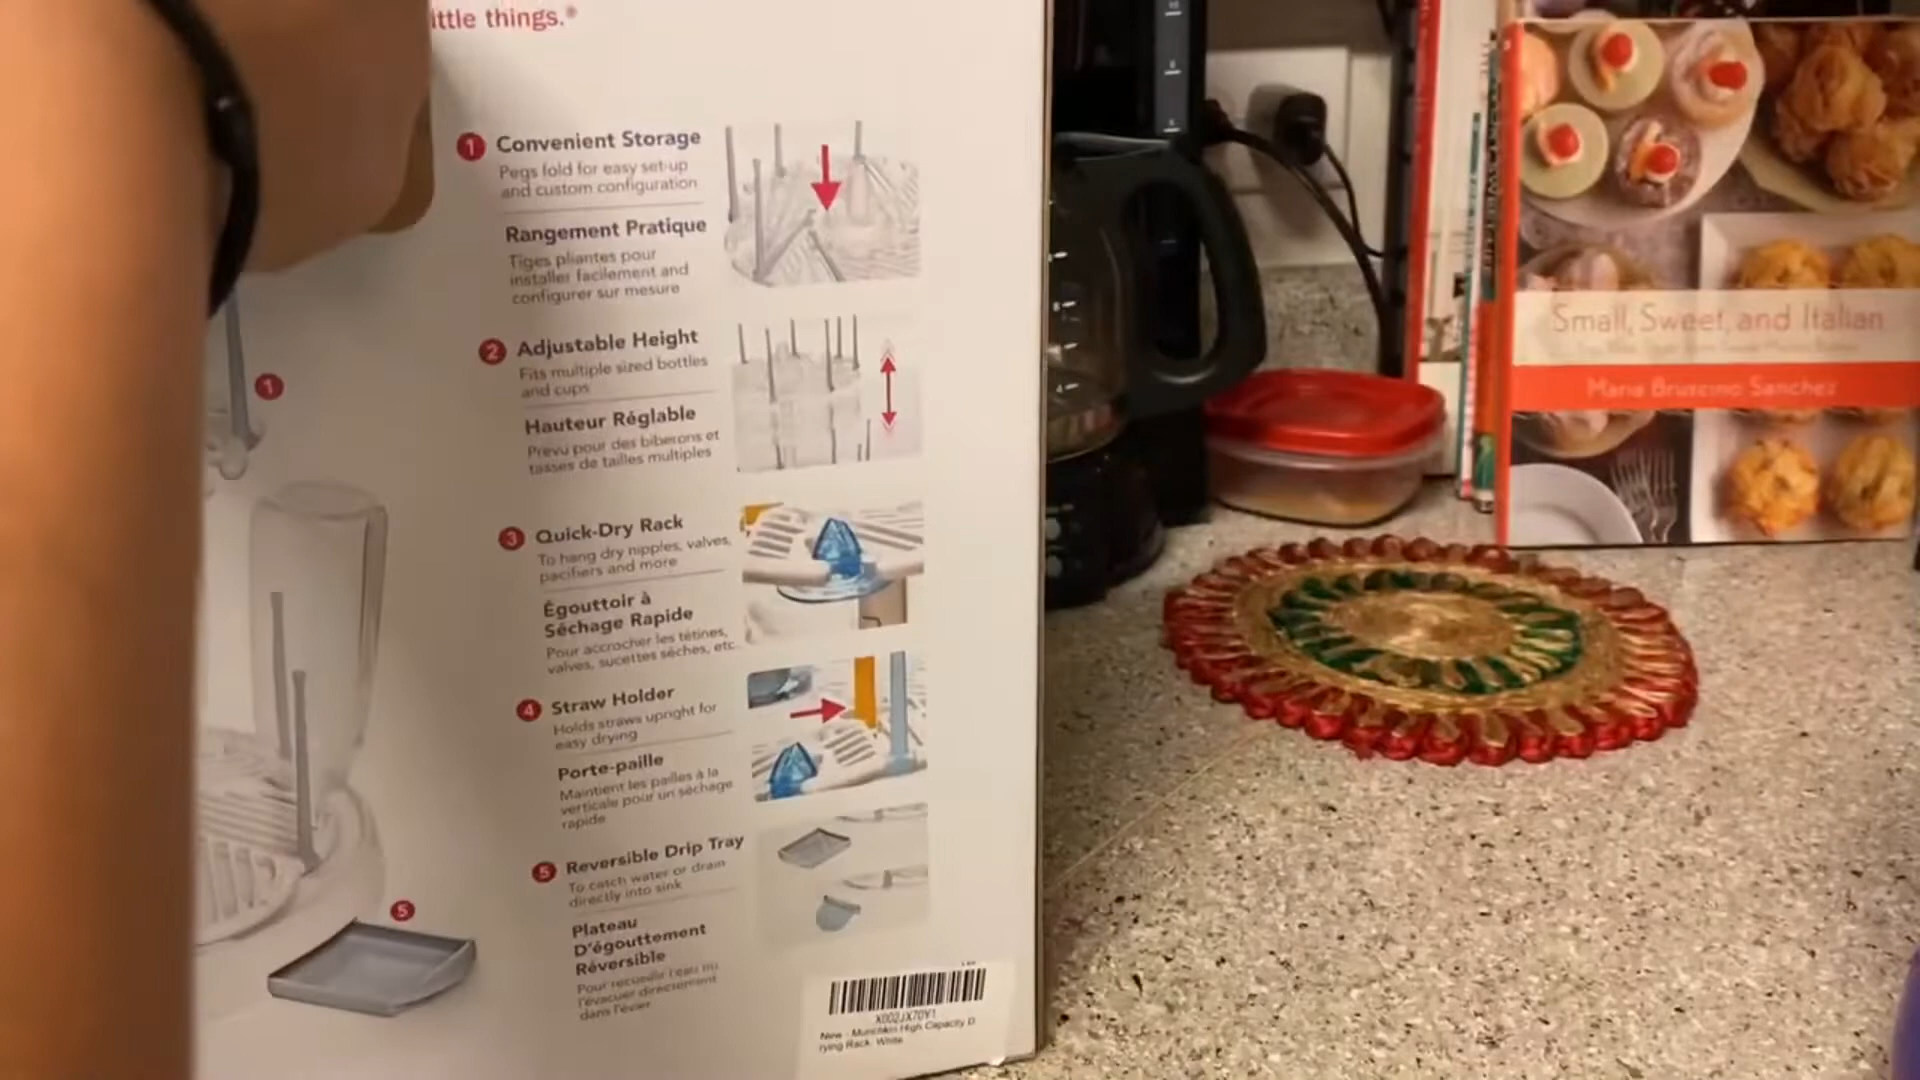 ittle things.®
1 Convenient Storage
Pegs fold for easy set-up
and custom configuration
Rangement Pratique
Tiges pliantes pour
installer facilement and
configurer sur mesure
2 Adjustable Height
Fits multiple sized bottles
and cups
Hauteur Réglable
Prévu pour des biberons et
tasses de tailles multiples
3 Quick-Dry Rack
To hang dry nipples, valves,
pacifiers and more
Égouttoir à
Séchage Rapide
Pour accrocher les tétines,
valves, sucettes sèches, etc.
4 Straw Holder
Holds straws upright for
easy drying
Porte-paille
Maintient les pailles à la
verticale pour un séchage
rapide
5 Reversible Drip Tray
To catch water or drain
directly into sink
Plateau
D'égouttement
Réversible
Pour recueillir l'eau ou
l'évacuer directement
dans l'évier
1
5
X002JX70Y1
New - Munchkin High Capacity D
rying Rack, White
Small, Sweet, and Italian
Maria Bruscino Sanchez